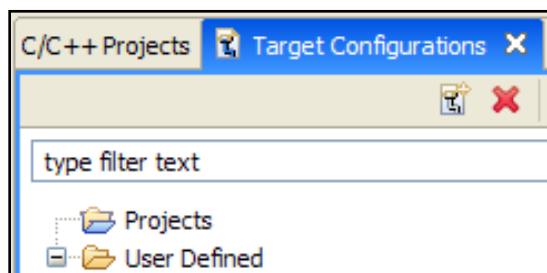 C/C++ Projects Target Configurations
type filter text
Projects
User Defined